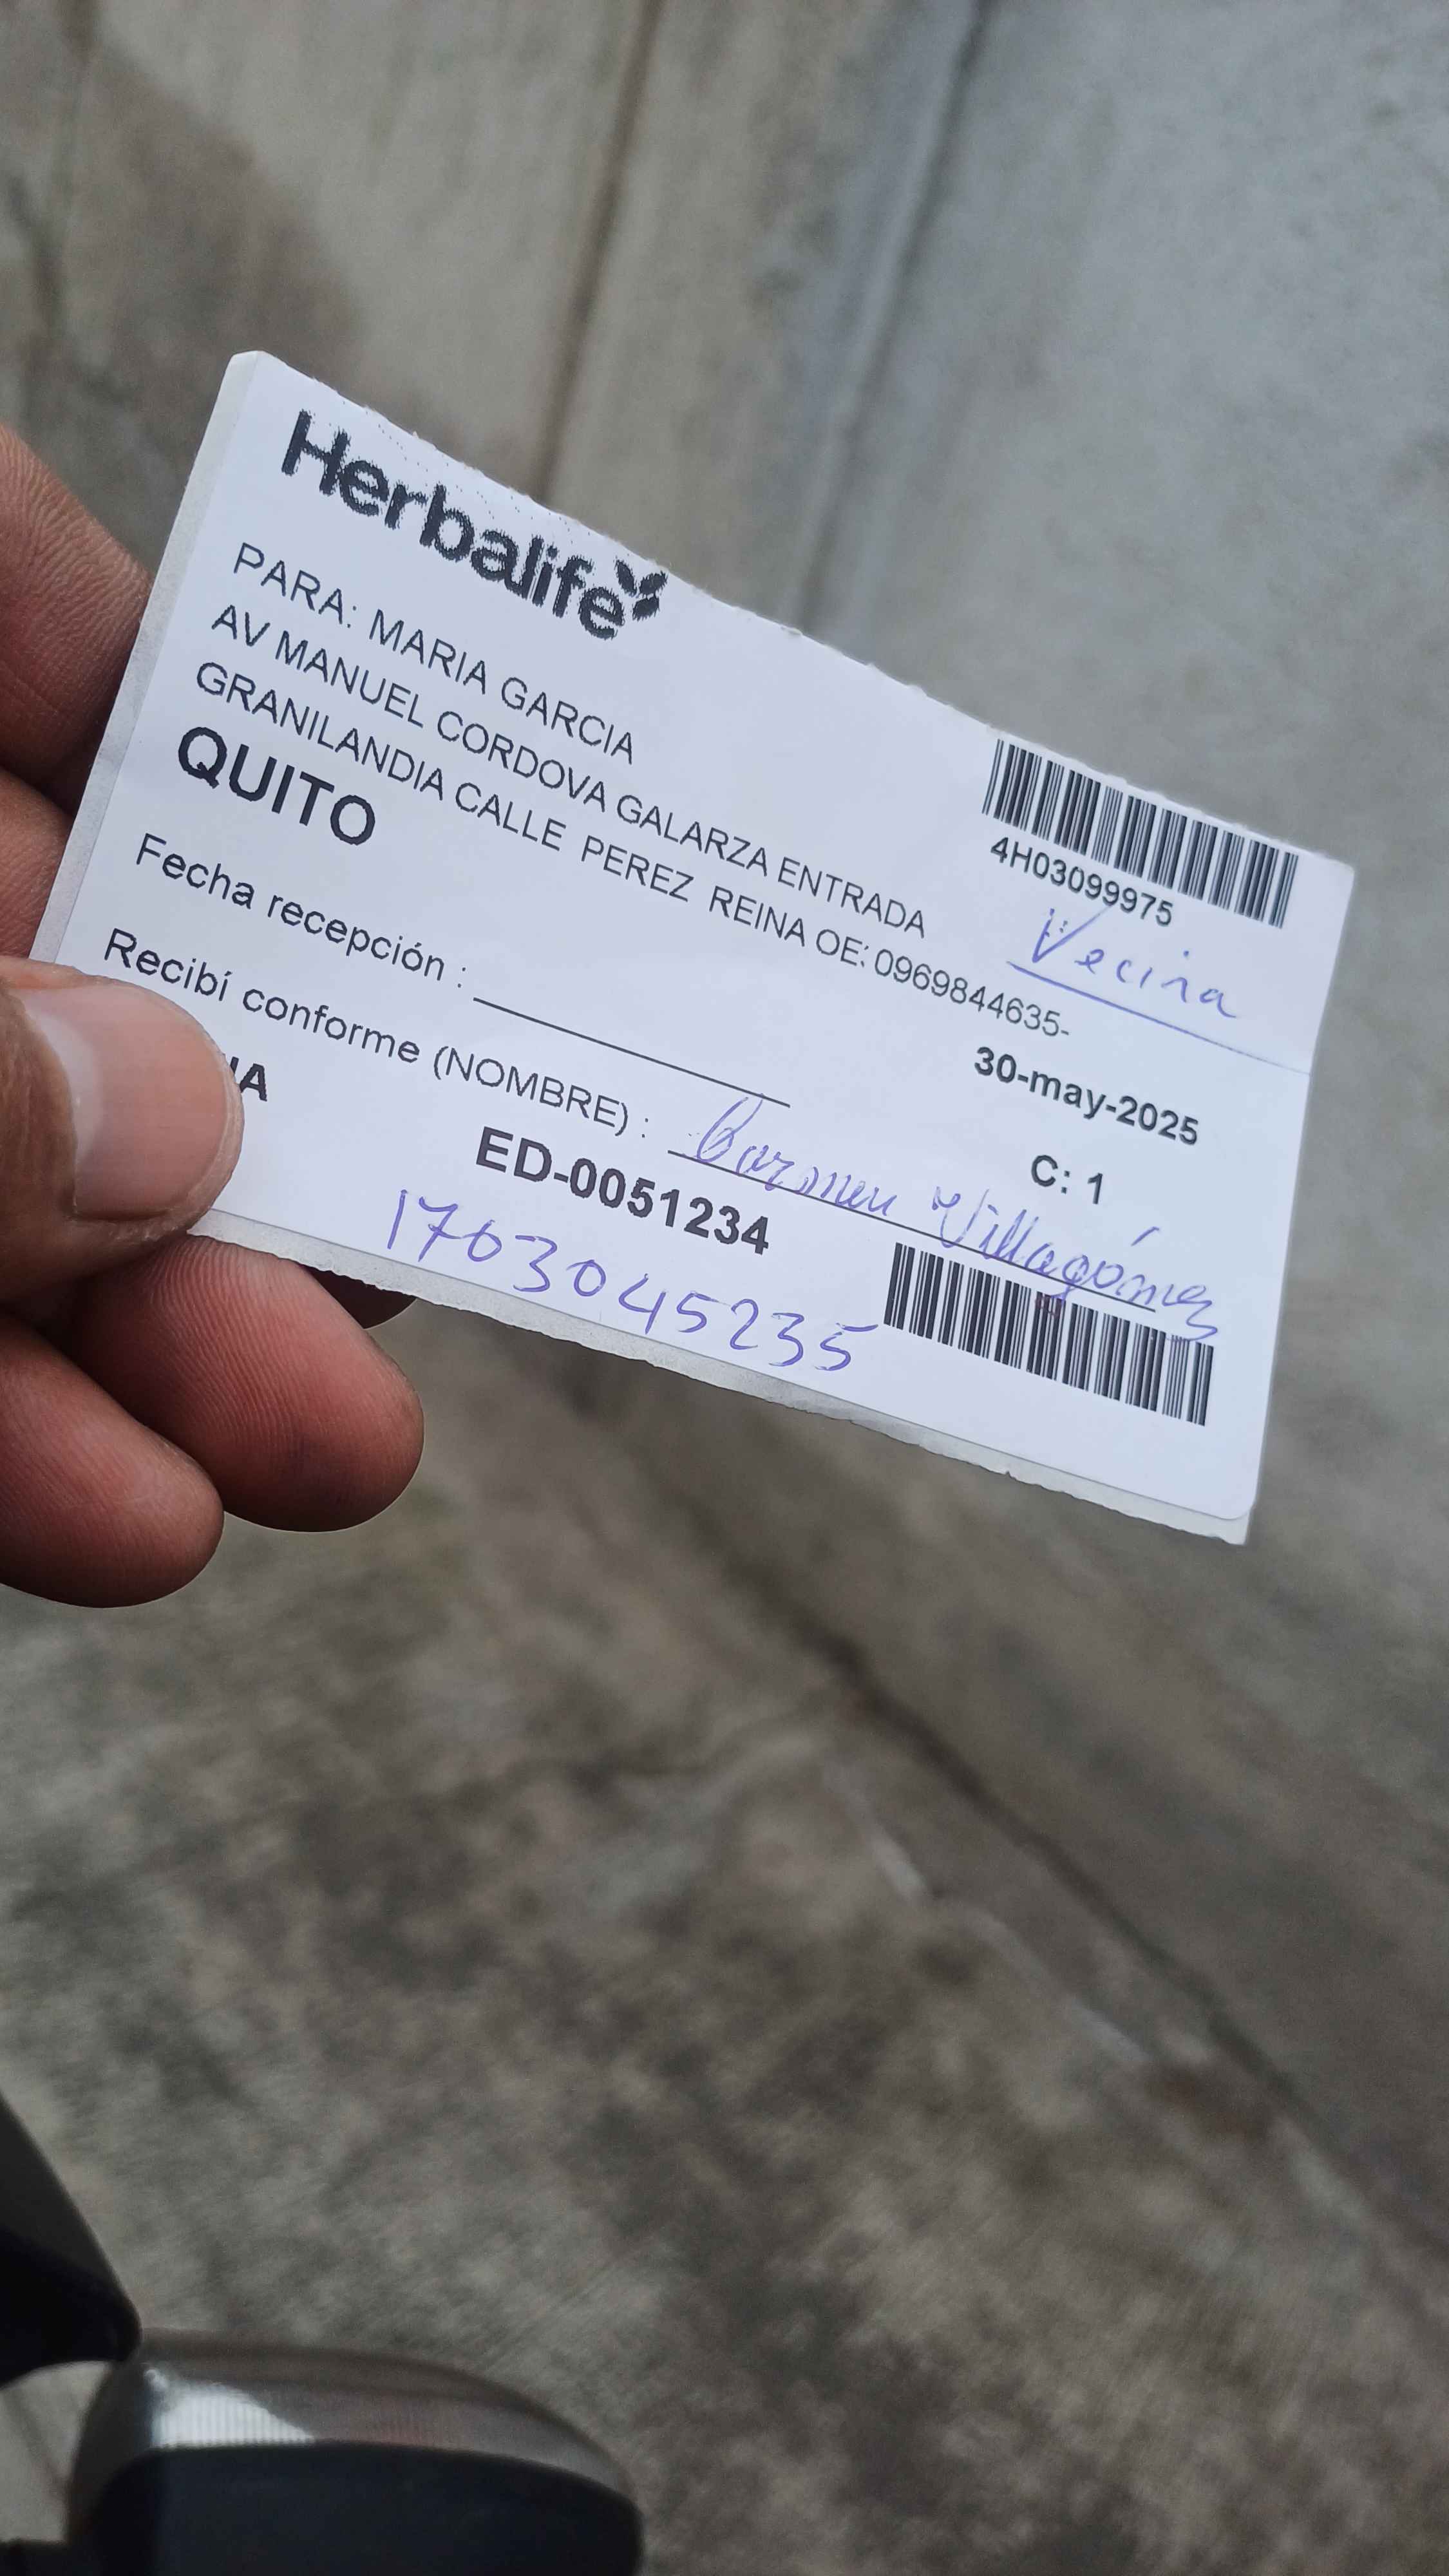 Herbalife
PARA: MARIA GARCIA
AV MANUEL CORDOVA GALARZA ENTRADA
GRANILANDIA CALLE PEREZ REINA OE: 0969844635-
QUITO
4H03099975
Vecina
30-may-2025
Fecha recepción :
C: 1
Recibí conforme (NOMBRE) : Carmen Villagómez
ED-0051234
1703045235